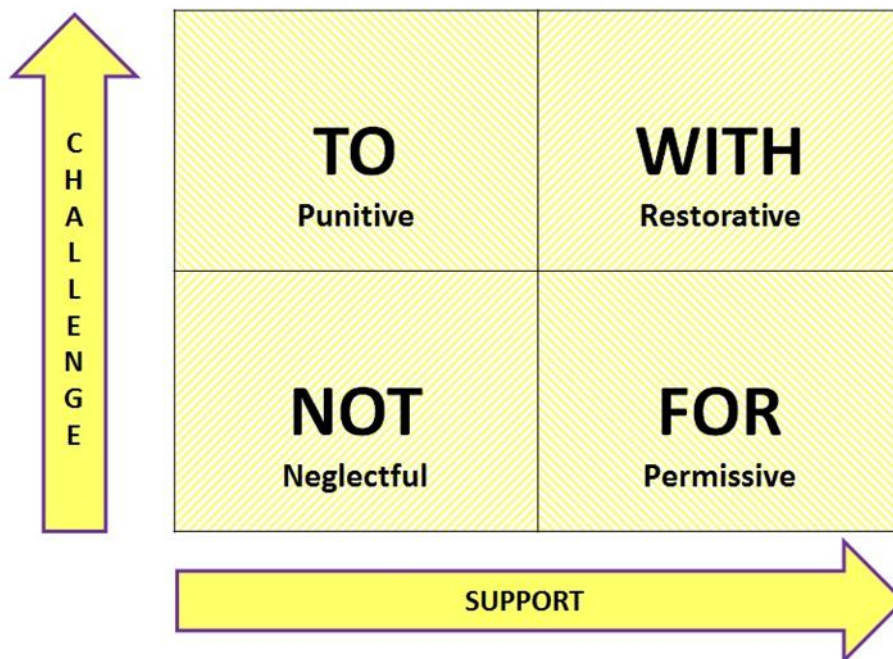 CHALLENGE
TO
Punitive
WITH
Restorative
NOT
Neglectful
FOR
Permissive
SUPPORT